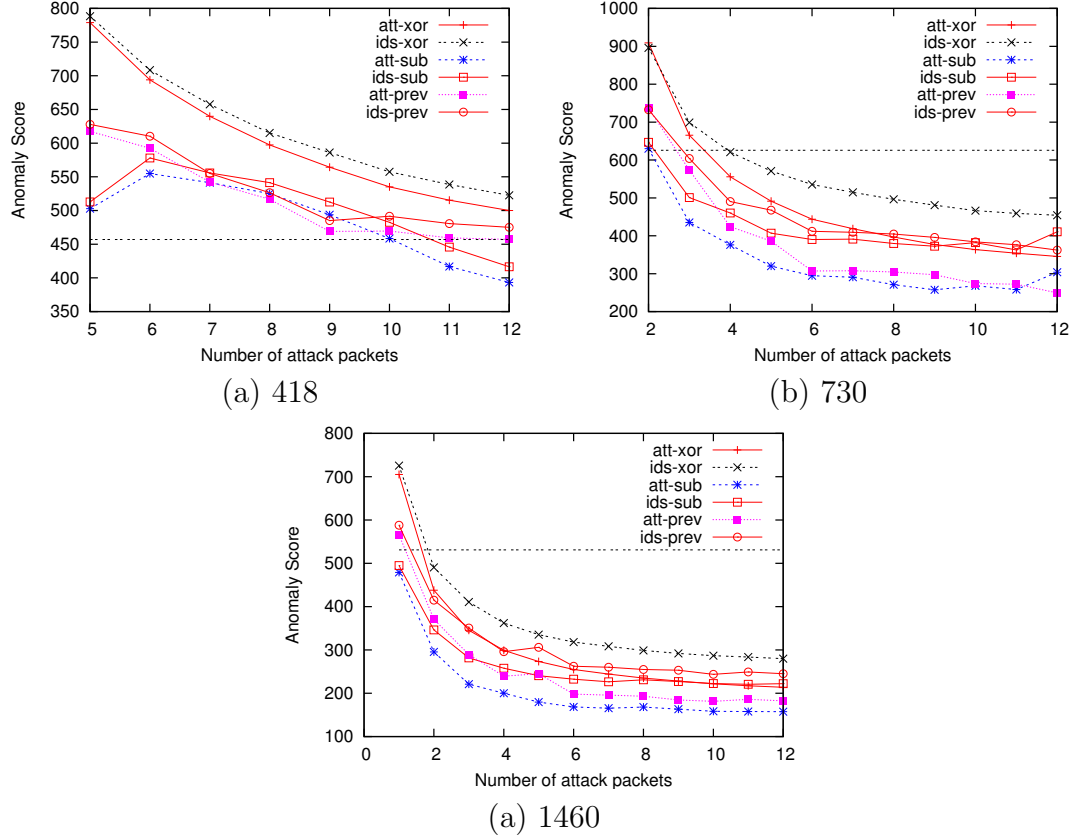 800
750
700
650
600
550
500
450
400
350
5 6 7 8 9 10 11 12
Anomaly Score
Number of attack packets
att-xor
ids-xor
att-sub
ids-sub
att-prev
ids-prev
(a) 418
1000
900
800
700
600
500
400
300
200
2 4 6 8 10 12
Anomaly Score
Number of attack packets
att-xor
ids-xor
att-sub
ids-sub
att-prev
ids-prev
(b) 730
800
700
600
500
400
300
200
100
0 2 4 6 8 10 12
Anomaly Score
Number of attack packets
att-xor
ids-xor
att-sub
ids-sub
att-prev
ids-prev
(a) 1460